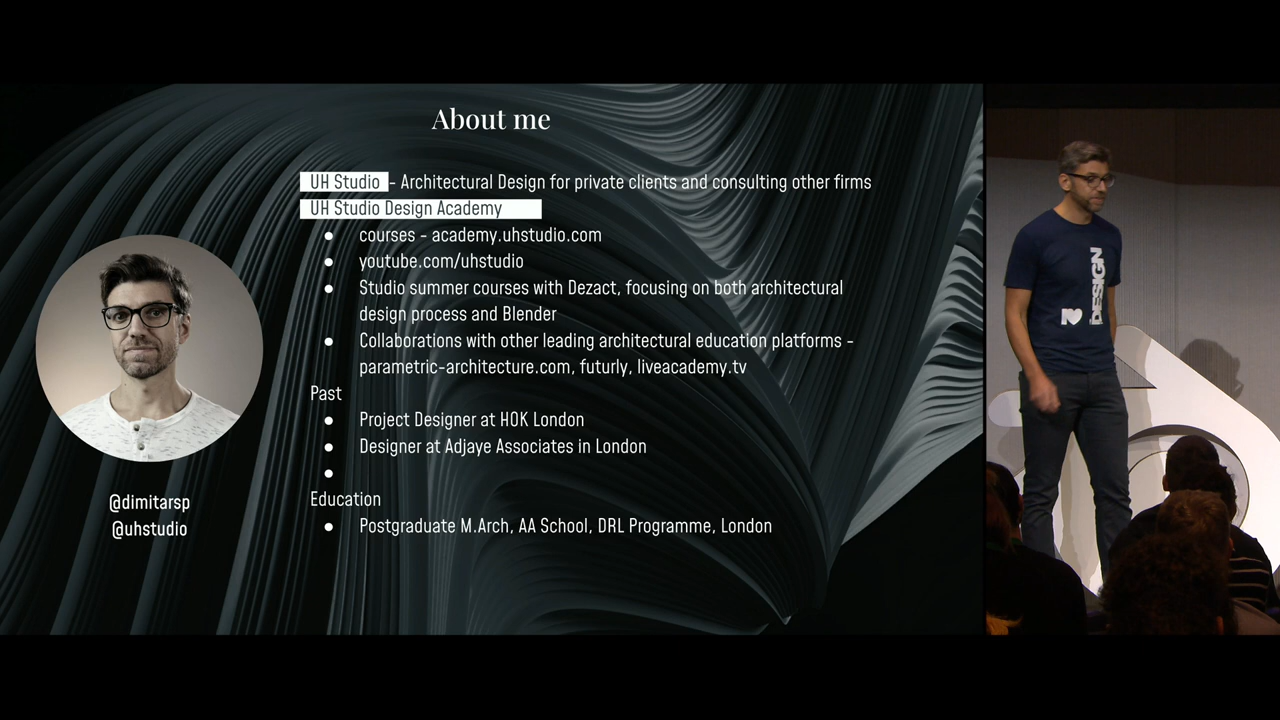 About me
UH Studio - Architectural Design for private clients and consulting other firms
UH Studio Design Academy
● courses - academy.uhstudio.com
● youtube.com/uhstudio
● Studio summer courses with Dezact, focusing on both architectural
design process and Blender
● Collaborations with other leading architectural education platforms -
parametric-architecture.com, futurly, liveacademy.tv
Past
● Project Designer at HOK London
● Designer at Adjaye Associates in London
●
Education
● Postgraduate M.Arch, AA School, DRL Programme, London
@dimitarsp
@uhstudio
I DESIGN